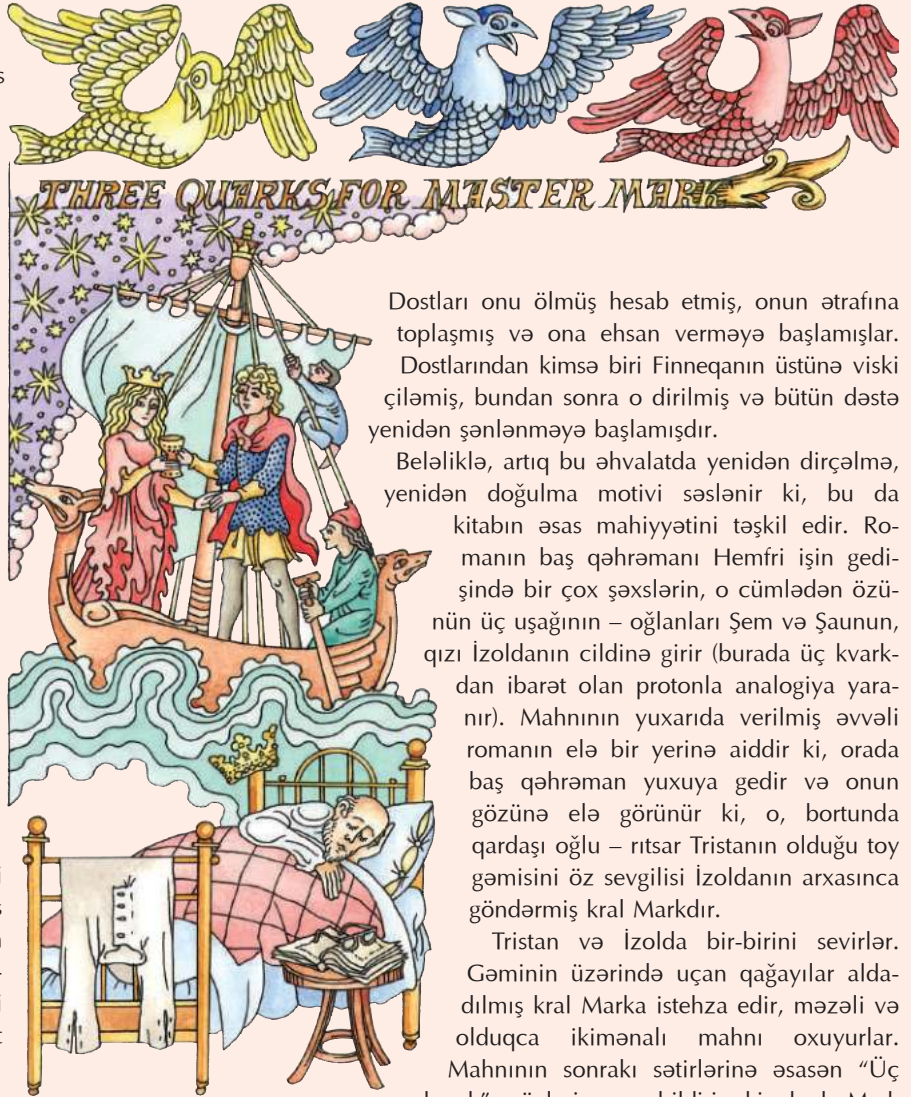 THREE QUARKS FOR MASTER MARK
Dostları onu ölmüş hesab etmiş, onun ətrafına
toplaşmış və ona ehsan verməyə başlamışlar.
Dostlarından kimsə biri Finneqanın üstünə viski
çiləmiş, bundan sonra o dirilmiş və bütün dəstə
yenidən şənlənməyə başlamışdır.
Beləliklə, artıq bu əhvalatda yenidən dirçəlmə,
yenidən doğulma motivi səslənir ki, bu da
kitabın əsas mahiyyətini təşkil edir. Ro-
manın baş qəhrəmanı Hemfri işin gedi-
şində bir çox şəxslərin, o cümlədən özü-
nün üç uşağının – oğlanları Şem və Şaunun,
qızı İzoldanın cildinə girir (burada üç kvark-
dan ibarət olan protonla analogiya yara-
nır). Mahnının yuxarıda verilmiş əvvəli
romanın elə bir yerinə aiddir ki, orada
baş qəhrəman yuxuya gedir və onun
gözünə elə görünür ki, o, bortunda
qardaşı oğlu – rıtsar Tristanın olduğu toy
gəmisini öz sevgilisi İzoldanın arxasınca
göndərmiş kral Markdır.
Tristan və İzolda bir-birini sevirlər.
Gəminin üzərində uçan qağayılar alda-
dılmış kral Marka istehza edir, məzəli və
olduqca ikimənalı mahnı oxuyurlar.
Mahnının sonrakı sətirlərinə əsasən “Üç